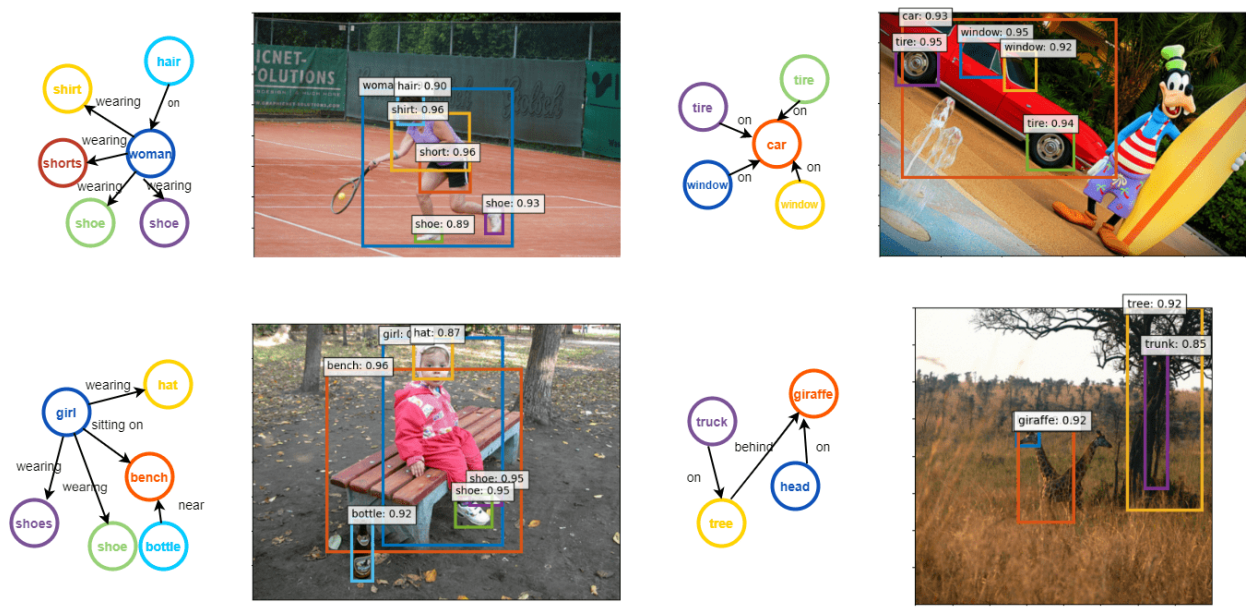 hair
shirt
wearing
on
wearing
shorts
woman
wearing
wearing
shoe
shoe
ICNET-
OLUTIONS
hair: 0.90
shirt: 0.96
short: 0.96
shoe: 0.93
shoe: 0.89
tire
tire
on
on
car
window
on
on
window
car: 0.93
tire: 0.95
window: 0.95
window: 0.92
tire: 0.94
hat
wearing
girl
sitting on
wearing
wearing
bench
near
shoes
shoe
bottle
girl:
hat: 0.87
bench: 0.96
shoe: 0.95
shoe: 0.95
bottle: 0.92
giraffe
truck
behind
on
on
head
tree
tree: 0.92
trunk: 0.85
giraffe: 0.92